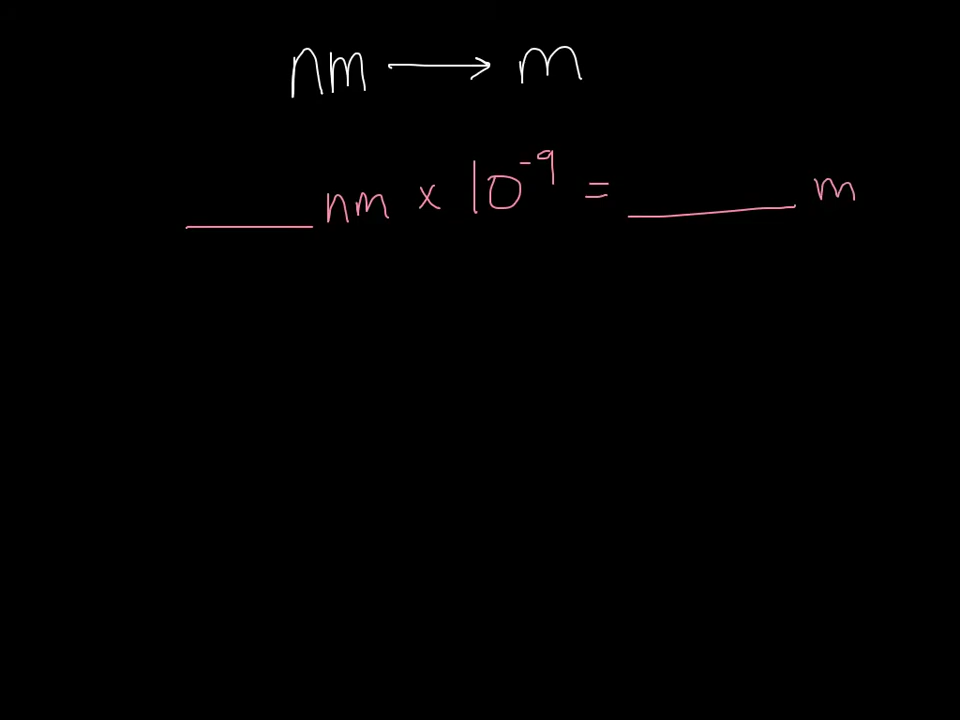 nm → m
____ nm x 10⁻⁹ = ____ m